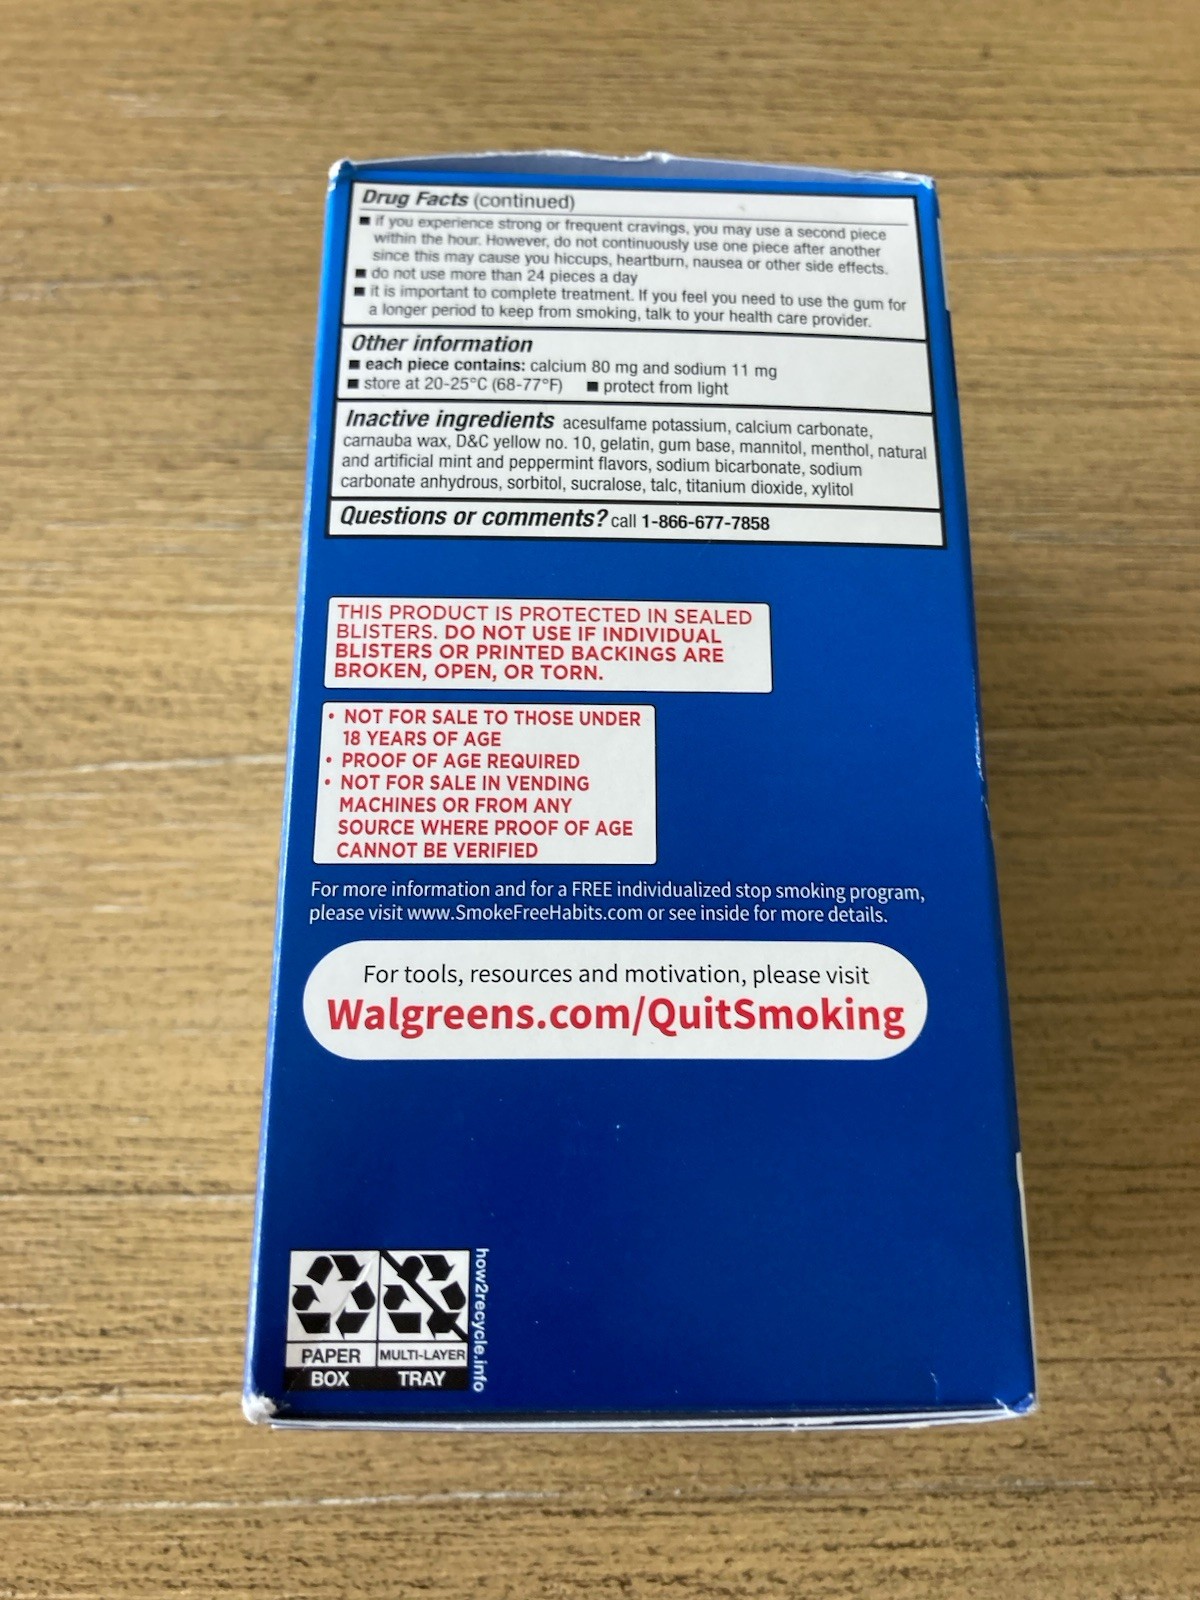 Drug Facts (continued)
■ if you experience strong or frequent cravings, you may use a second piece
within the hour. However, do not continuously use one piece after another
since this may cause you hiccups, heartburn, nausea or other side effects.
■ do not use more than 24 pieces a day
■ it is important to complete treatment. If you feel you need to use the gum for
a longer period to keep from smoking, talk to your health care provider.
Other information
■ each piece contains: calcium 80 mg and sodium 11 mg
■ store at 20-25°C (68-77°F) ■ protect from light
Inactive ingredients acesulfame potassium, calcium carbonate,
carnauba wax, D&C yellow no. 10, gelatin, gum base, mannitol, menthol, natural
and artificial mint and peppermint flavors, sodium bicarbonate, sodium
carbonate anhydrous, sorbitol, sucralose, talc, titanium dioxide, xylitol
Questions or comments? call 1-866-677-7858
THIS PRODUCT IS PROTECTED IN SEALED
BLISTERS. DO NOT USE IF INDIVIDUAL
BLISTERS OR PRINTED BACKINGS ARE
BROKEN, OPEN, OR TORN.
• NOT FOR SALE TO THOSE UNDER
18 YEARS OF AGE
• PROOF OF AGE REQUIRED
• NOT FOR SALE IN VENDING
MACHINES OR FROM ANY
SOURCE WHERE PROOF OF AGE
CANNOT BE VERIFIED
For more information and for a FREE individualized stop smoking program,
please visit www.SmokeFreeHabits.com or see inside for more details.
For tools, resources and motivation, please visit
Walgreens.com/QuitSmoking
PAPER MULTI-LAYER
BOX TRAY
how2recycle.info